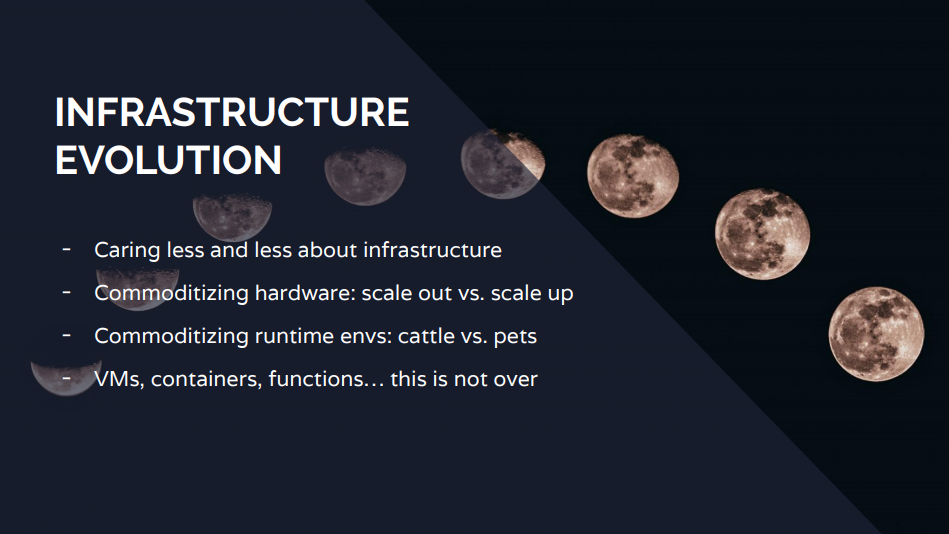 INFRASTRUCTURE
EVOLUTION
- Caring less and less about infrastructure
- Commoditizing hardware: scale out vs. scale up
- Commoditizing runtime envs: cattle vs. pets
- VMs, containers, functions… this is not over